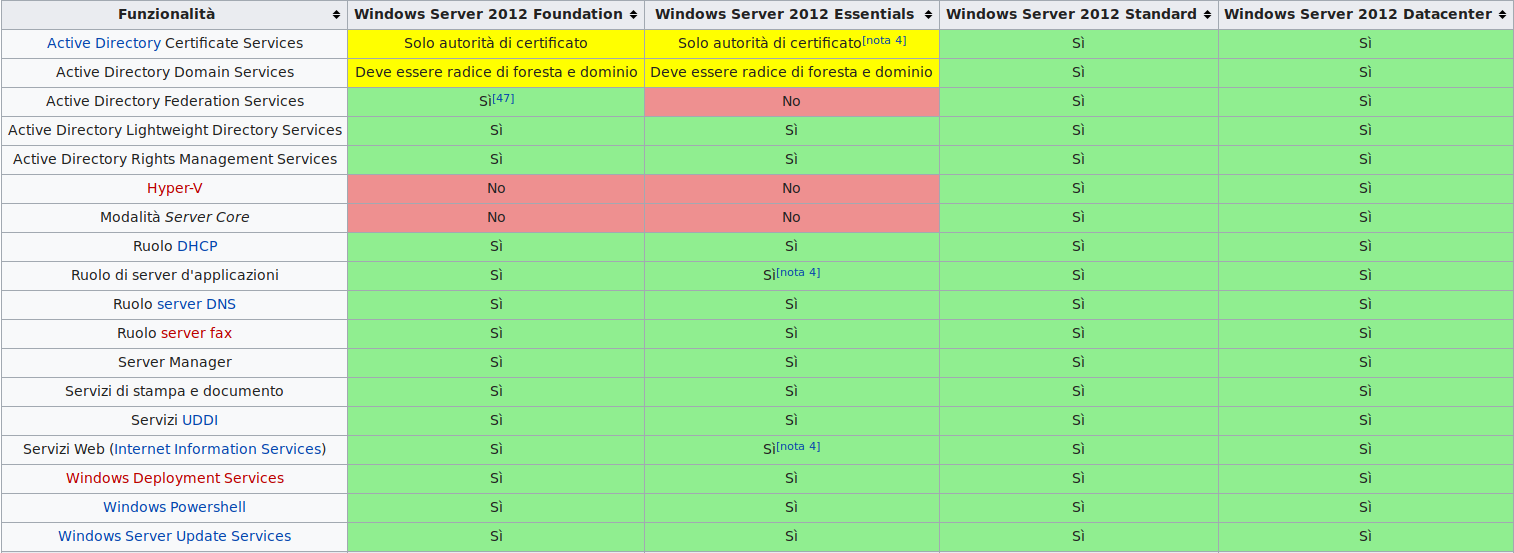 Funzionalità Windows Server 2012 Foundation Windows Server 2012 Essentials Windows Server 2012 Standard Windows Server 2012 Datacenter
Active Directory Certificate Services Solo autorità di certificato Solo autorità di certificato[nota 4] Sì Sì
Active Directory Domain Services Deve essere radice di foresta e dominio Deve essere radice di foresta e dominio Sì Sì
Active Directory Federation Services Sì[47] No Sì Sì
Active Directory Lightweight Directory Services Sì Sì Sì Sì
Active Directory Rights Management Services Sì Sì Sì Sì
Hyper-V No No Sì Sì
Modalità Server Core No No Sì Sì
Ruolo DHCP Sì Sì Sì Sì
Ruolo di server d'applicazioni Sì Sì[nota 4] Sì Sì
Ruolo server DNS Sì Sì Sì Sì
Ruolo server fax Sì Sì Sì Sì
Server Manager Sì Sì Sì Sì
Servizi di stampa e documento Sì Sì Sì Sì
Servizi UDDI Sì Sì Sì Sì
Servizi Web (Internet Information Services) Sì Sì[nota 4] Sì Sì
Windows Deployment Services Sì Sì Sì Sì
Windows Powershell Sì Sì Sì Sì
Windows Server Update Services Sì Sì Sì Sì